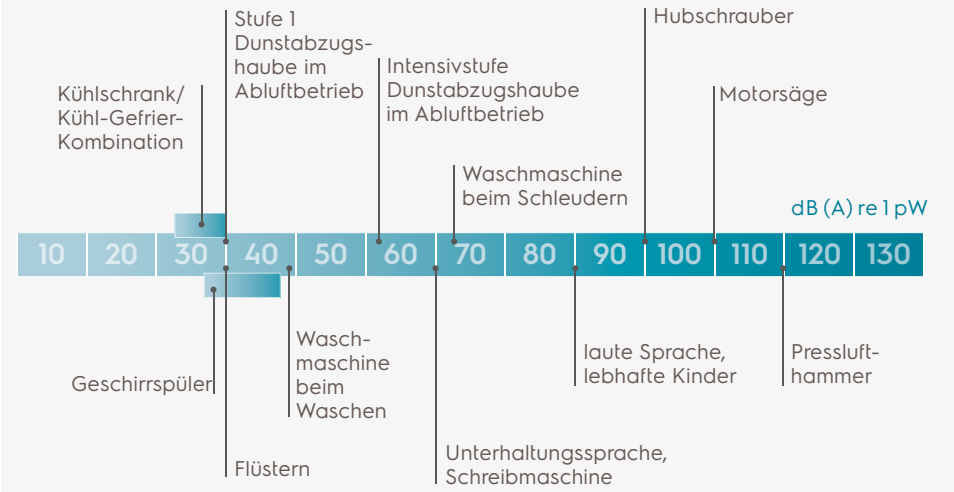 Stufe 1
Dunstabzugs-
haube im
Abluftbetrieb
Hubschrauber
Intensivstufe
Dunstabzugshaube
im Abluftbetrieb
Kühlschrank/
Kühl-Gefrier-
Kombination
Motorsäge
Waschmaschine
beim Schleudern
dB (A) re 1 pW
10 20 30 40 50 60 70 80 90 100 110 120 130
Geschirrspüler
Wasch-
maschine
beim
Waschen
laute Sprache,
lebhafte Kinder
Pressluft-
hammer
Flüstern
Unterhaltungssprache,
Schreibmaschine